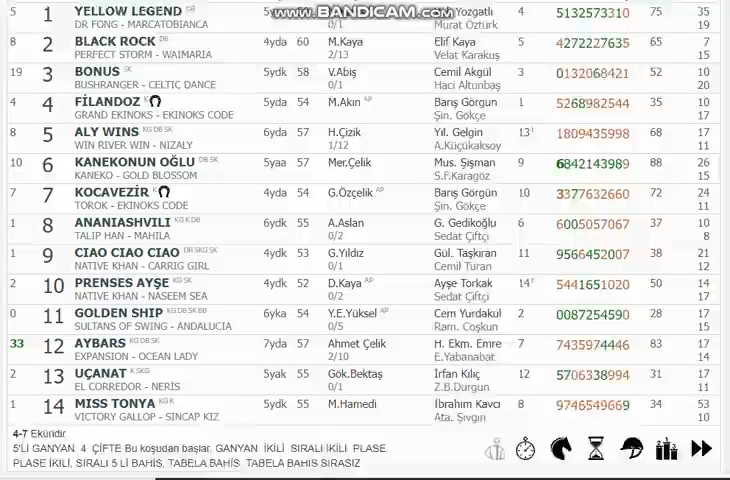 www.BANDICAM.com
5 1 YELLOW LEGEND DB Yozgatlı 4 5132573310 75 35
DR FONG - MARCATOBIANCA 0/1 Murat Öztürk 19
8 2 BLACK ROCK DB 4yda 60 M.Kaya Elif Kaya 5 4272227635 65 7
PERFECT STORM - WAIMARIA 2/13 Velat Karakuş 15
19 3 BONUS SK 5ydk 58 V.Abiş Cemil Akgül 3 0132068421 52 10
BUSHRANGER - CELTIC DANCE 0/1 Haci Altunbaş 20
4 4 FİLANDOZ K 5yda 54 M.Akın AP Barış Görgun 1 5268982544 35 10
GRAND EKINOKS - EKINOKS CODE Şin. Gökçe 17
8 5 ALY WINS KG DB SK 6yda 57 H.Çizik Yıl. Gelgin 13 1809435998 68 17
WIN RIVER WIN - NIZALY 1/12 A.Küçükaksoy 11
10 6 KANEKONUN OĞLU DB SK 5yaa 57 Mer.Çelik Mus. Şişman 9 6842143989 88 26
KANEKO - GOLD BLOSSOM S.F.Karagöz 15
7 7 KOCAVEZİR K 4yda 54 G.Özçelik AP Barış Görgün 10 3377632660 72 24
TOROK - EKINOKS CODE Şin. Gökçe 11
1 8 ANANIASHVILI KG K DB 6ydk 55 A.Aslan G. Gedikoğlu 6 6005057067 37 10
TALIP HAN - MAHILA 0/2 Sedat Çiftçi 8
1 9 CIAO CIAO CIAO DB SKG SK 4ydk 53 G.Yıldız Gül. Taşkıran 11 9566452007 38 21
NATIVE KHAN - CARRIG GIRL 0/1 Cemil Turan 12
2 10 PRENSES AYŞE KG SK 4ydk 52 D.Kaya AP Ayşe Torkak 14 5441651020 50 14
NATIVE KHAN - NASEEM SEA 0/2 Sedat Çiftçi 17
0 11 GOLDEN SHIP KG DB SK BB 6yka 54 Y.E.Yüksel AP Cem Yurdakul 2 0087254590 28 17
SULTANS OF SWING - ANDALUCIA 0/5 Ram. Coşkun 15
33 12 AYBARS KG DB SK 7yda 57 Ahmet Çelik H. Ekm. Emre 7 7435974446 83 17
EXPANSION - OCEAN LADY 2/10 E.Yabanabat 14
2 13 UÇANAT K SKG 5yak 55 Gök.Bektaş İrfan Kılıç 12 5706338994 31 17
EL CORREDOR - NERİS 0/1 Z.B.Durgun 11
1 14 MISS TONYA KG K 5ydk 55 M.Hamedi İbrahim Kavcı 8 9746549669 34 53
VICTORY GALLOP - SINCAP KIZ Ata. Şıvgın 10
4-7 Eküridir.
5'Lİ GANYAN, 4. ÇİFTE Bu koşudan başlar, GANYAN, İKİLİ, SIRALI İKİLİ, PLASE,
PLASE İKİLİ, SIRALI 5 Lİ BAHİS, TABELA BAHİS, TABELA BAHİS SIRASIZ